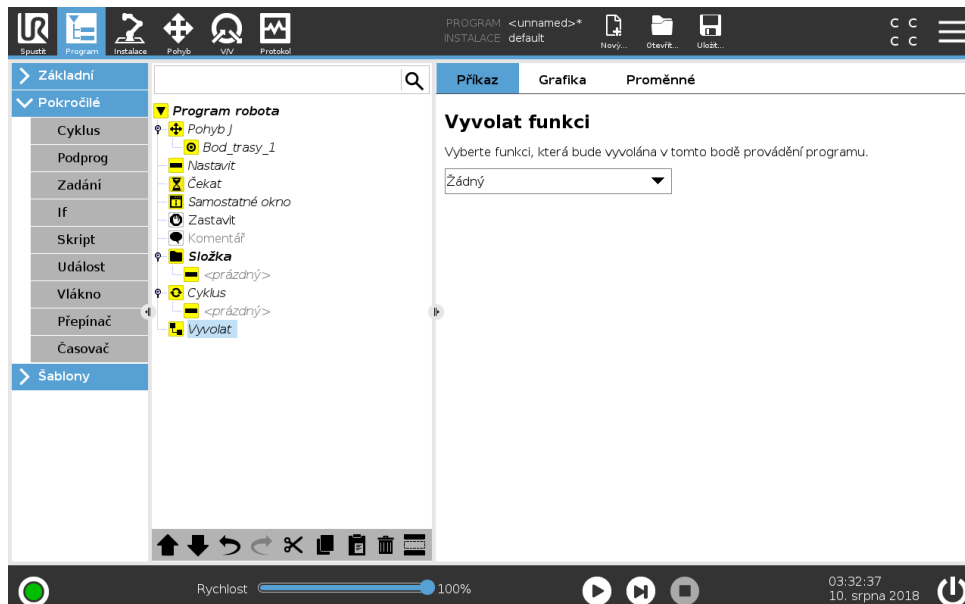 PROGRAM <unnamed>*
INSTALACE default
Spustit
Program
Instalace
Pohyb
V/V
Protokol
Nový...
Otevřít...
Uložit...
C C
C C
Základní
Pokročilé
Cyklus
Podprog
Zadání
If
Skript
Událost
Vlákno
Přepínač
Časovač
Šablony
Program robota
Pohyb J
Bod_trasy_1
Nastavit
Čekat
Samostatné okno
Zastavit
Komentář
Složka
<prázdný>
Cyklus
<prázdný>
Vyvolat
Příkaz
Grafika
Proměnné
Vyvolat funkci
Vyberte funkci, která bude vyvolána v tomto bodě provádění programu.
Žádný
Rychlost
100%
03:32:37
10. srpna 2018